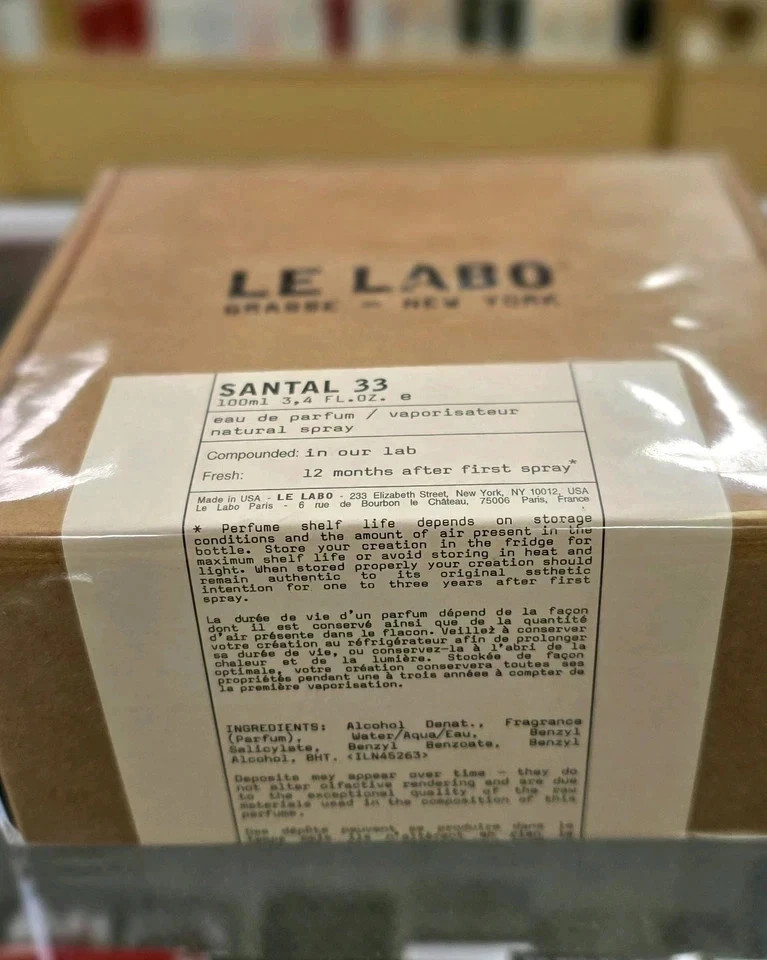 LE LABO
GRASSE — NEW YORK
SANTAL 33
100ml 3,4 FL.OZ. e
eau de parfum / vaporisateur
natural spray
Compounded: in our lab
Fresh: 12 months after first spray*
Made in USA - LE LABO - 233 Elizabeth Street, New York, NY 10012, USA
Le Labo Paris - 6 rue de Bourbon le Château, 75006 Paris, France
* Perfume shelf life depends on storage
conditions and the amount of air present in the
bottle. Store your creation in the fridge for
maximum shelf life or avoid storing in heat and
light. When stored properly your creation should
remain authentic to its original esthetic
intention for one to three years after first
spray.
La durée de vie d'un parfum dépend de la façon
dont il est conservé ainsi que de la quantité
d'air présente dans le flacon. Veillez à conserver
votre création au réfrigérateur afin de prolonger
sa durée de vie, ou conservez-la à l'abri de la
chaleur et de la lumière. Stockée de façon
optimale, votre création conservera toutes ses
propriétés pendant une à trois années à compter de
la première vaporisation.
INGREDIENTS: Alcohol Denat., Fragrance
(Parfum), Water/Aqua/Eau, Benzyl
Salicylate, Benzyl Benzoate, Benzyl
Alcohol, BHT. <ILN45263>
Deposits may appear over time — they do
not alter olfactive rendering and are due
to the exceptional quality of the raw
materials used in the composition of this
perfume.
Des dépôts peuvent se produire dans le